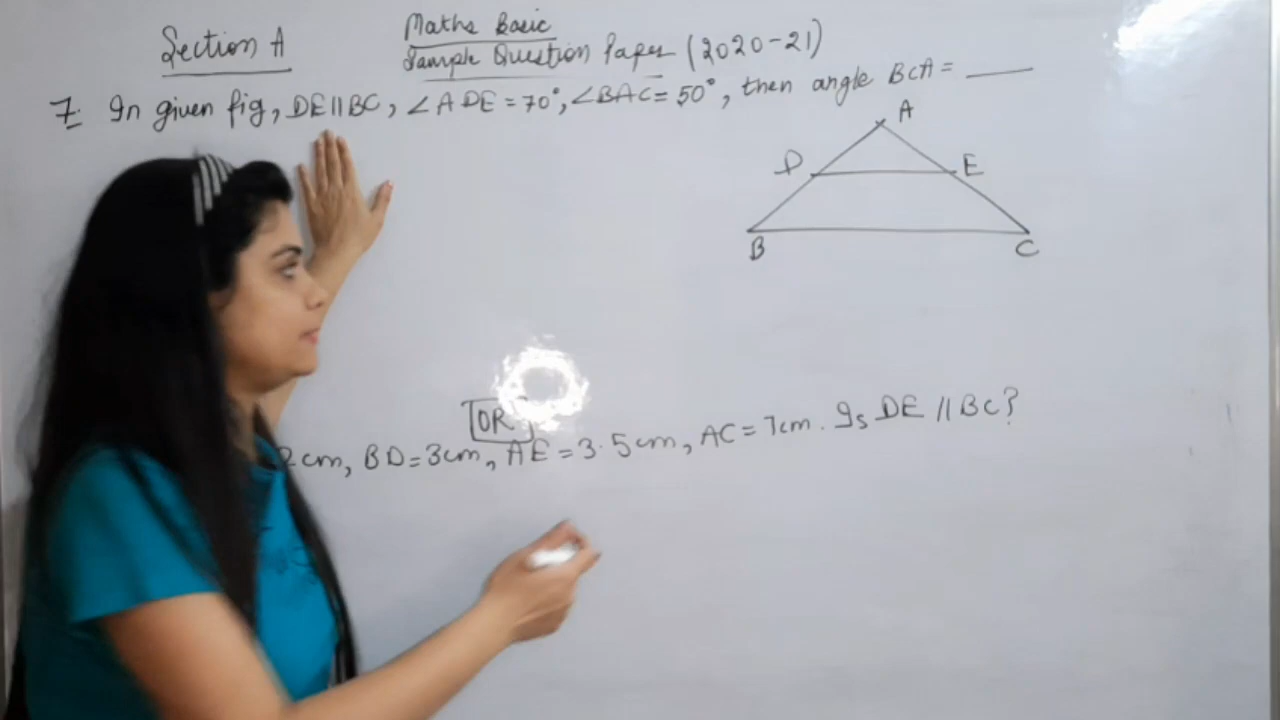 Section A
Maths Basic
Sample Question Paper (2020-21)
7. In given fig, DE||BC, ∠ADE=70°, ∠BAC=50°, then angle BCA= ____
A
D E
B C
OR
2cm, BD=3cm, AE=3.5cm, AC=7cm. Is DE || BC?